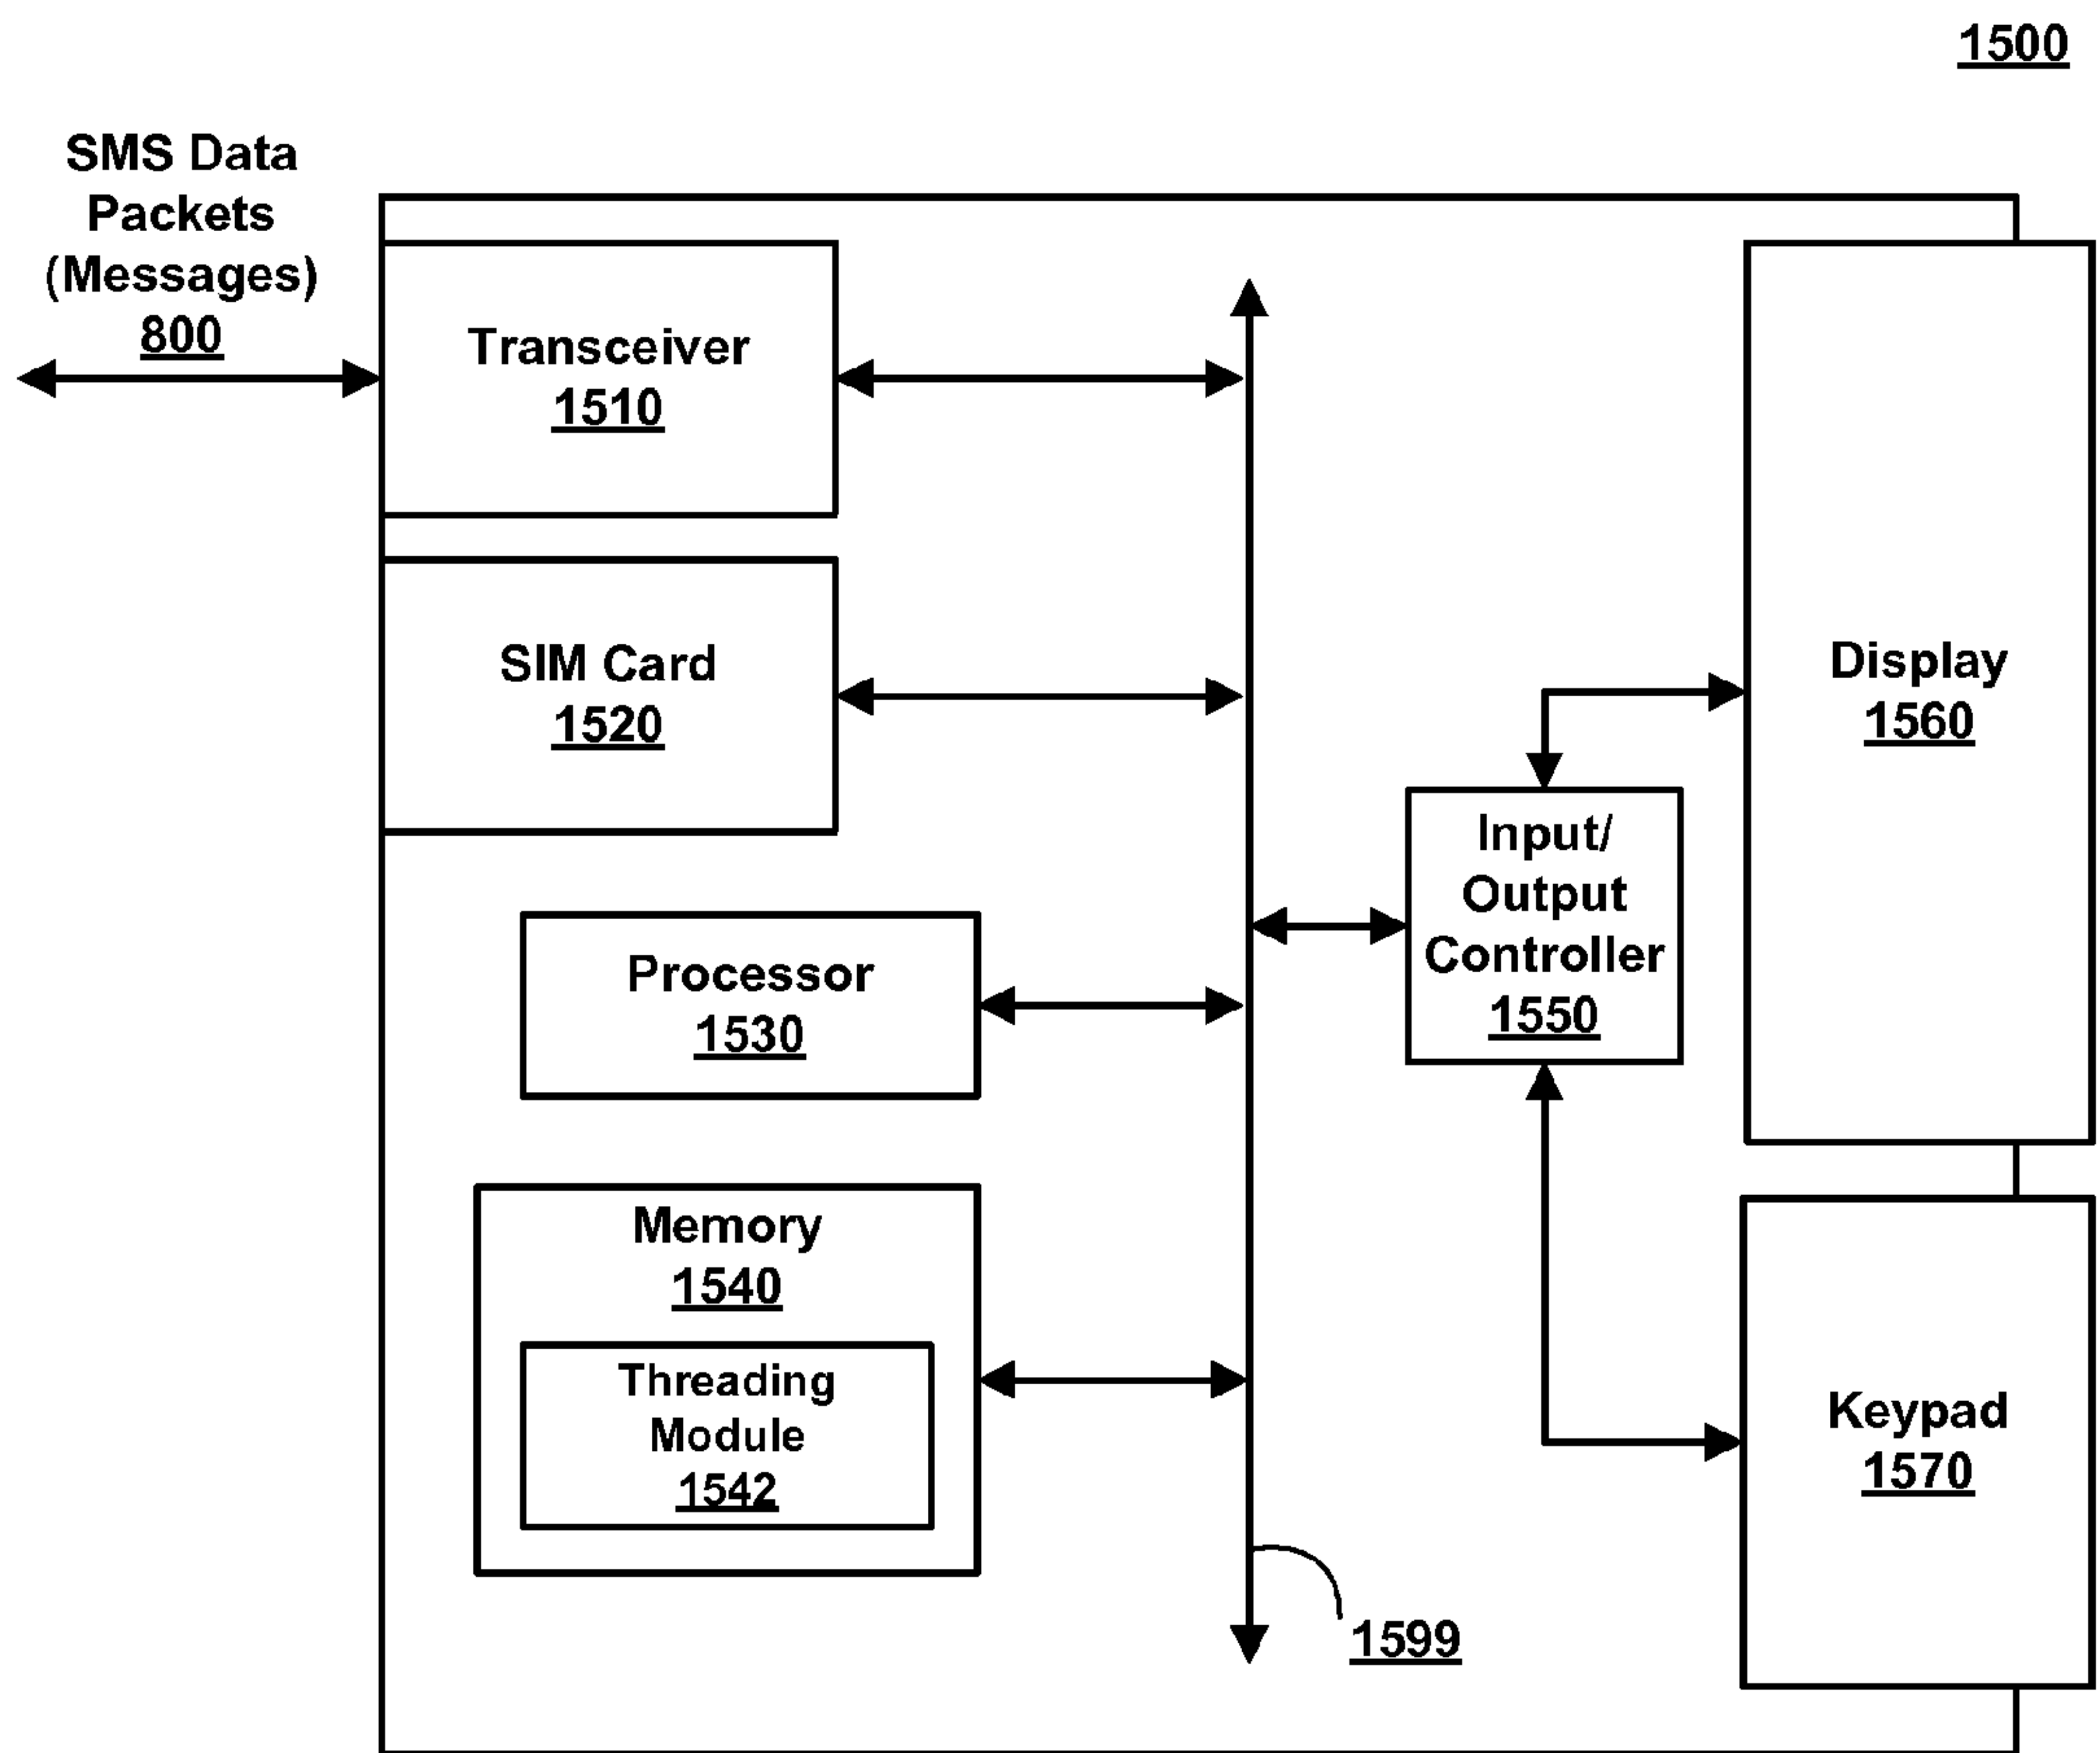 1500
SMS Data
Packets
(Messages)
800
Transceiver
1510
SIM Card
1520
Processor
1530
Memory
1540
Threading
Module
1542
Input/
Output
Controller
1550
Display
1560
Keypad
1570
1599